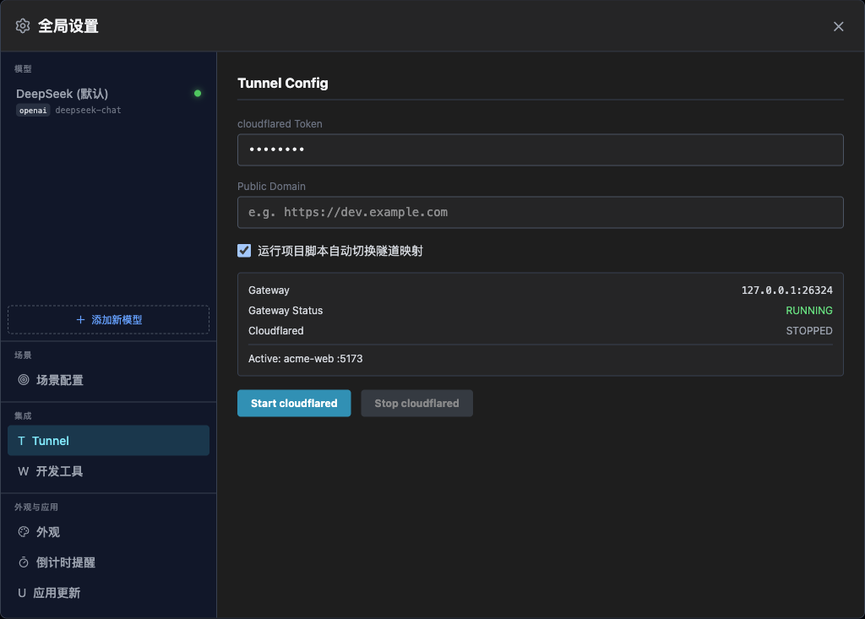 全局设置
模型
DeepSeek (默认)
openai deepseek-chat
+ 添加新模型
场景
场景配置
集成
T Tunnel
W 开发工具
外观与应用
外观
倒计时提醒
U 应用更新
Tunnel Config
cloudflared Token
••••••••
Public Domain
e.g. https://dev.example.com
运行项目脚本自动切换隧道映射
Gateway 127.0.0.1:26324
Gateway Status RUNNING
Cloudflared STOPPED
Active: acme-web :5173
Start cloudflared Stop cloudflared